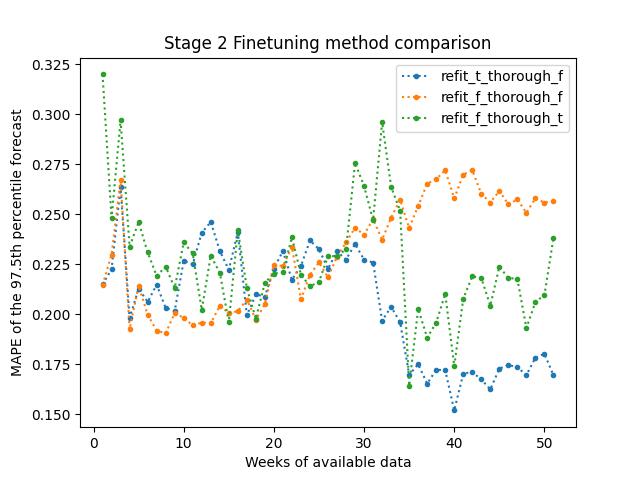 Stage 2 Finetuning method comparison
MAPE of the 97.5th percentile forecast
0.325
0.300
0.275
0.250
0.225
0.200
0.175
0.150
refit_t_thorough_f
refit_f_thorough_f
refit_f_thorough_t
0 10 20 30 40 50
Weeks of available data